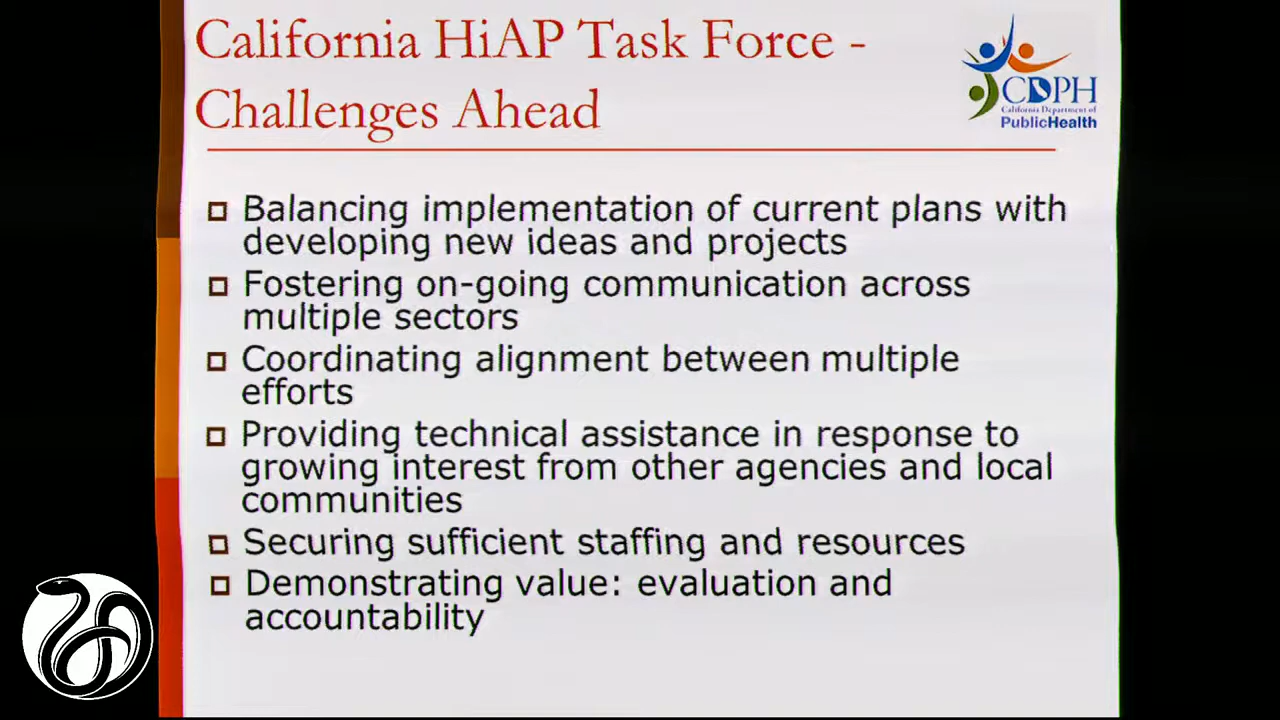 California HiAP Task Force -
Challenges Ahead
CDPH
California Department of
PublicHealth
Balancing implementation of current plans with
developing new ideas and projects
Fostering on-going communication across
multiple sectors
Coordinating alignment between multiple
efforts
Providing technical assistance in response to
growing interest from other agencies and local
communities
Securing sufficient staffing and resources
Demonstrating value: evaluation and
accountability